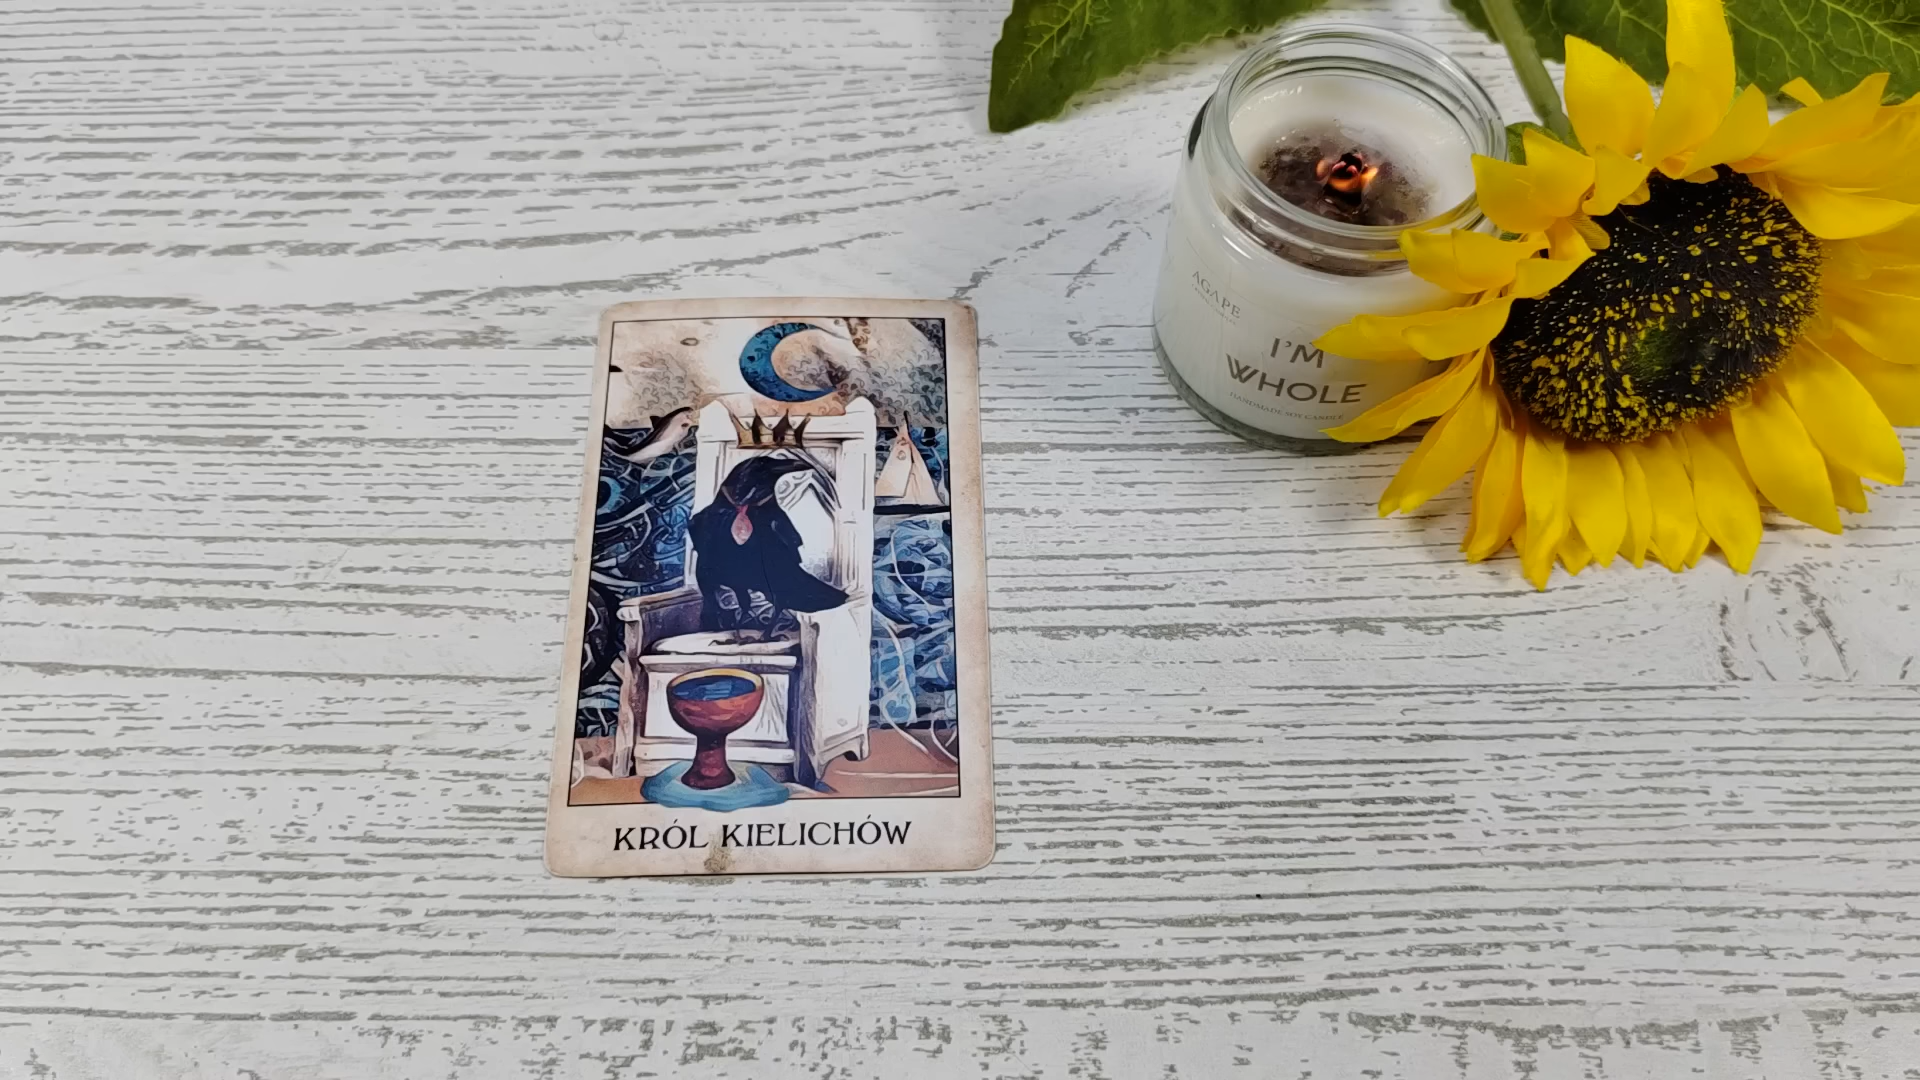 AGAPE
I'M
WHOLE
HANDMADE SOY CANDLE
KRÓL KIELICHÓW